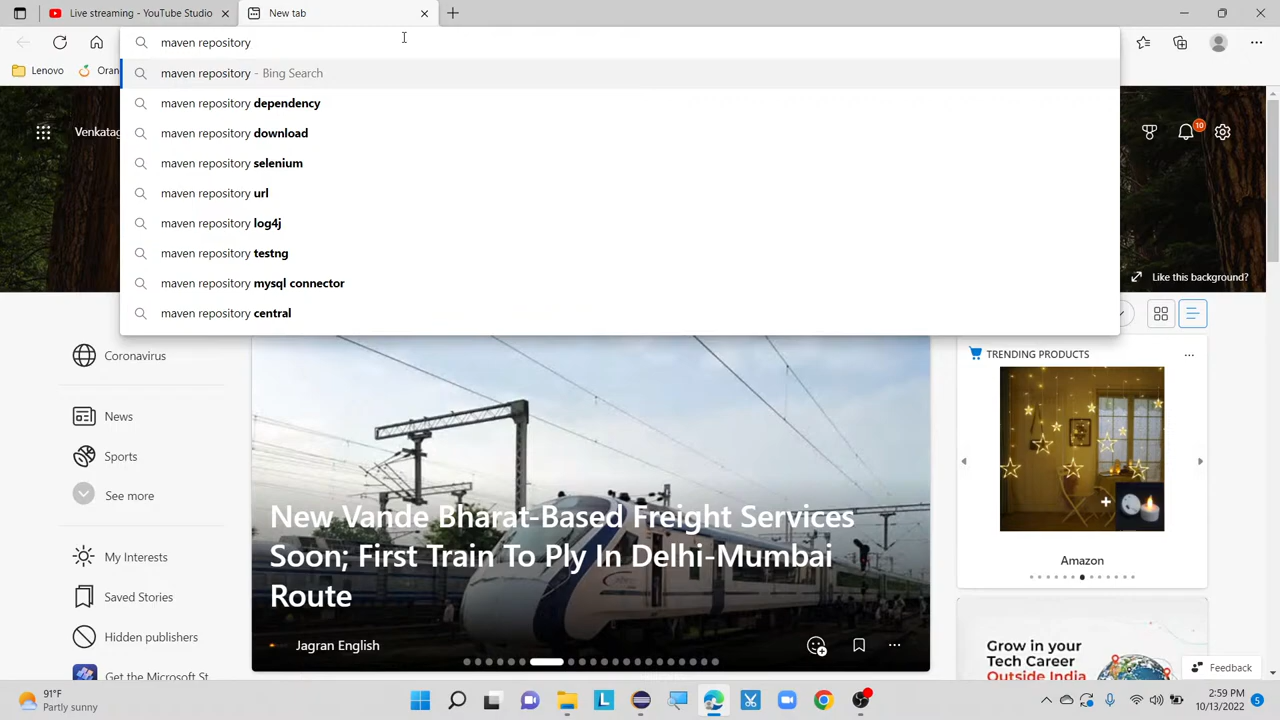 Live streaming - YouTube Studio
New tab
maven repository
Lenovo
Oran
maven repository - Bing Search
maven repository dependency
maven repository download
maven repository selenium
maven repository url
maven repository log4j
maven repository testng
maven repository mysql connector
maven repository central
Venkatag
10
Like this background?
Coronavirus
News
Sports
See more
My Interests
Saved Stories
Hidden publishers
Get the Microsoft St
New Vande Bharat-Based Freight Services
Soon; First Train To Ply In Delhi-Mumbai
Route
Jagran English
TRENDING PRODUCTS
Amazon
Grow in your
Tech Career
Outside India
Feedback
91°F
Partly sunny
2:59 PM
10/13/2022
5